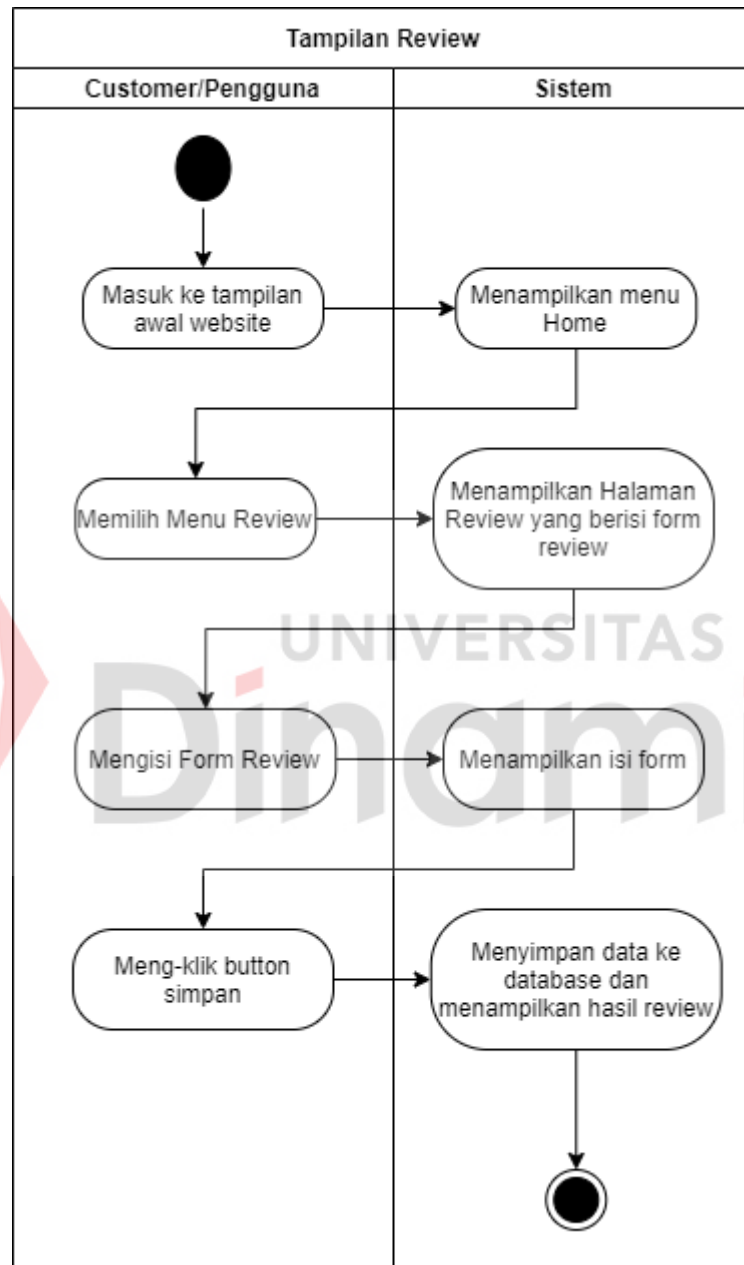 Tampilan Review
Customer/Pengguna
Sistem
Masuk ke tampilan
awal website
Menampilkan menu
Home
Memilih Menu Review
Menampilkan Halaman
Review yang berisi form
review
UNIVERSITAS
Mengisi Form Review
Menampilkan isi form
Meng-klik button
simpan
Menyimpan data ke
database dan
menampilkan hasil review